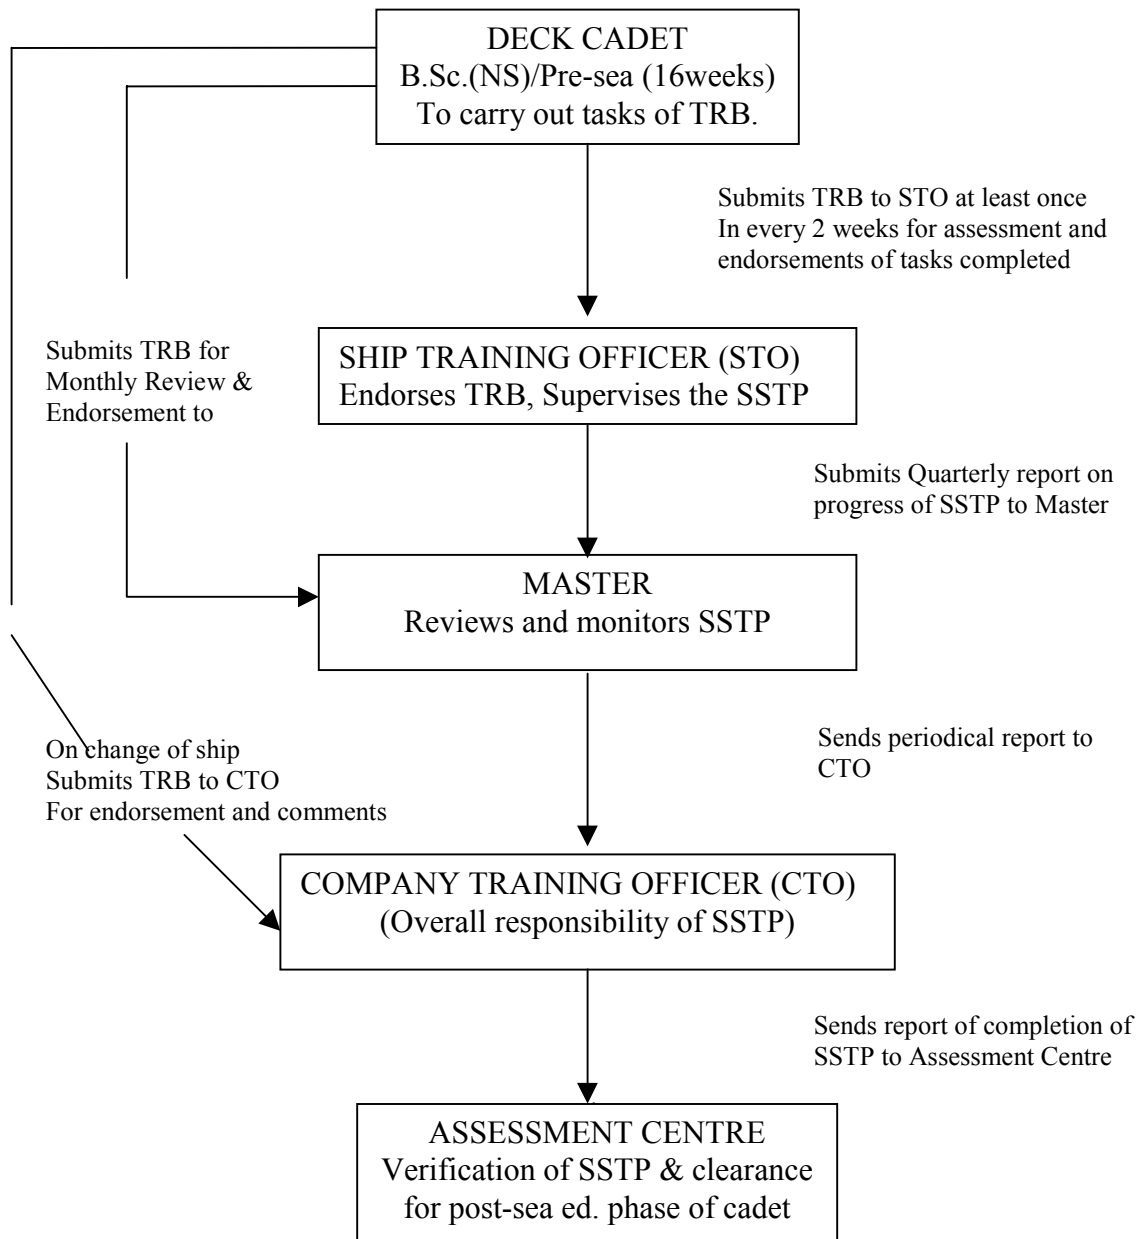 DECK CADET
B.Sc.(NS)/Pre-sea (16weeks)
To carry out tasks of TRB.
Submits TRB to STO at least once
In every 2 weeks for assessment and
endorsements of tasks completed
Submits TRB for
Monthly Review &
Endorsement to
SHIP TRAINING OFFICER (STO)
Endorses TRB, Supervises the SSTP
Submits Quarterly report on
progress of SSTP to Master
MASTER
Reviews and monitors SSTP
Sends periodical report to
CTO
On change of ship
Submits TRB to CTO
For endorsement and comments
COMPANY TRAINING OFFICER (CTO)
(Overall responsibility of SSTP)
Sends report of completion of
SSTP to Assessment Centre
ASSESSMENT CENTRE
Verification of SSTP & clearance
for post-sea ed. phase of cadet